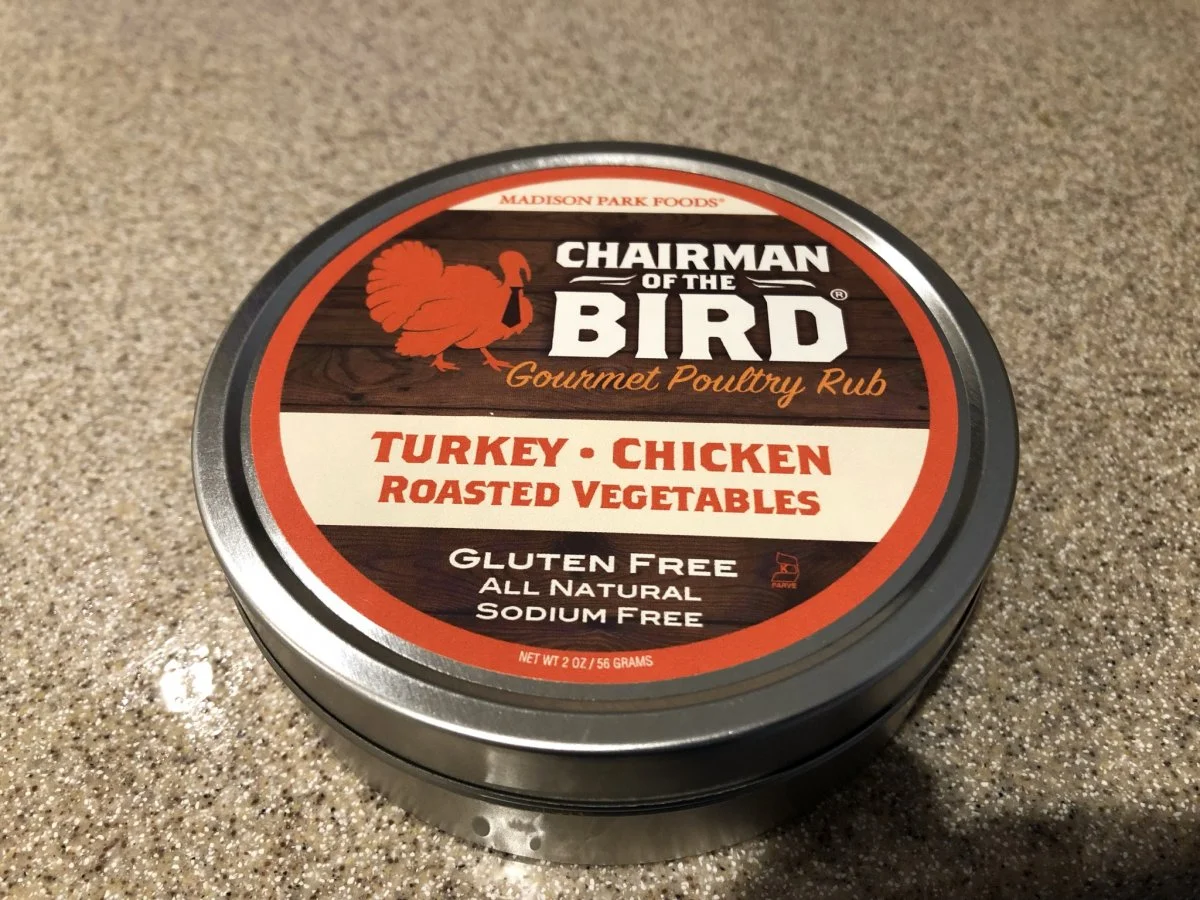 MADISON PARK FOODS®
CHAIRMAN
OF THE
BIRD®
Gourmet Poultry Rub
TURKEY • CHICKEN
ROASTED VEGETABLES
GLUTEN FREE
ALL NATURAL
SODIUM FREE
K
PARVE
NET WT 2 OZ / 56 GRAMS